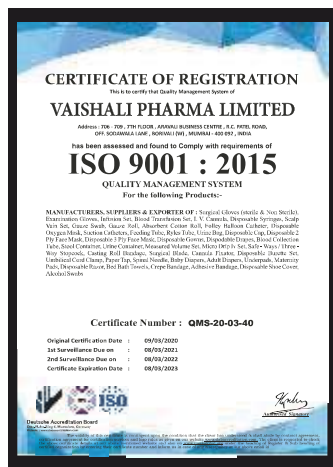 CERTIFICATE OF REGISTRATION
This is to certify that Quality Management System of
VAISHALI PHARMA LIMITED
Address : 706 - 709 , 7TH FLOOR , ARAVALI BUSINESS CENTRE , R.C. PATEL ROAD,
OFF. SODAWALA LANE , BORIVALI (W) , MUMBAI - 400 092 , INDIA
has been assessed and found to Comply with requirements of
ISO 9001 : 2015
QUALITY MANAGEMENT SYSTEM
For the following Products:-
MANUFACTURERS, SUPPLIERS & EXPORTER OF : Surgical Gloves (sterile & Non Sterile),
Examination Gloves, Infusion Set, Blood Transfusion Set, I. V. Cannula, Disposable Syringes, Scalp
Vein Set, Gauze Swab, Gauze Roll, Absorbent Cotton Roll, Folley Balloon Catheter, Disposable
Oxygen Mask, Suction Catheters, Feeding Tube, Ryles Tube, Urine Bag, Disposable Cap, Disposable 2
Ply Face Mask, Disposable 3 Ply Face Mask, Disposable Gowns, Disposable Drapes, Blood Collection
Tube, Stool Container, Urine Container, Measured Volume Set, Micro Drip Set, Safe - Ways / Three -
Way Stopcock, Casting Roll Bandage, Surgical Blade, Cannula Fixator, Disposable Burette Set,
Umbilical Cord Clamp, Pap, Spinal Needle, Baby Diapers, Adult Diapers, Underpads, Maternity
Pads, Disposable Razor, Bed Bath Towels, Crepe Bandage, Adhesive Bandage, Disposable Shoe Cover,
Alcohol Swabs
Certificate Number : QMS-20-03-40
Original Certification Date : 09/03/2020
1st Surveillance Due on : 08/03/2021
2nd Surveillance Due on : 08/03/2022
Certificate Expiration Date : 08/03/2023
ISO
Deutsche Accreditation Board
Authorised Signatory